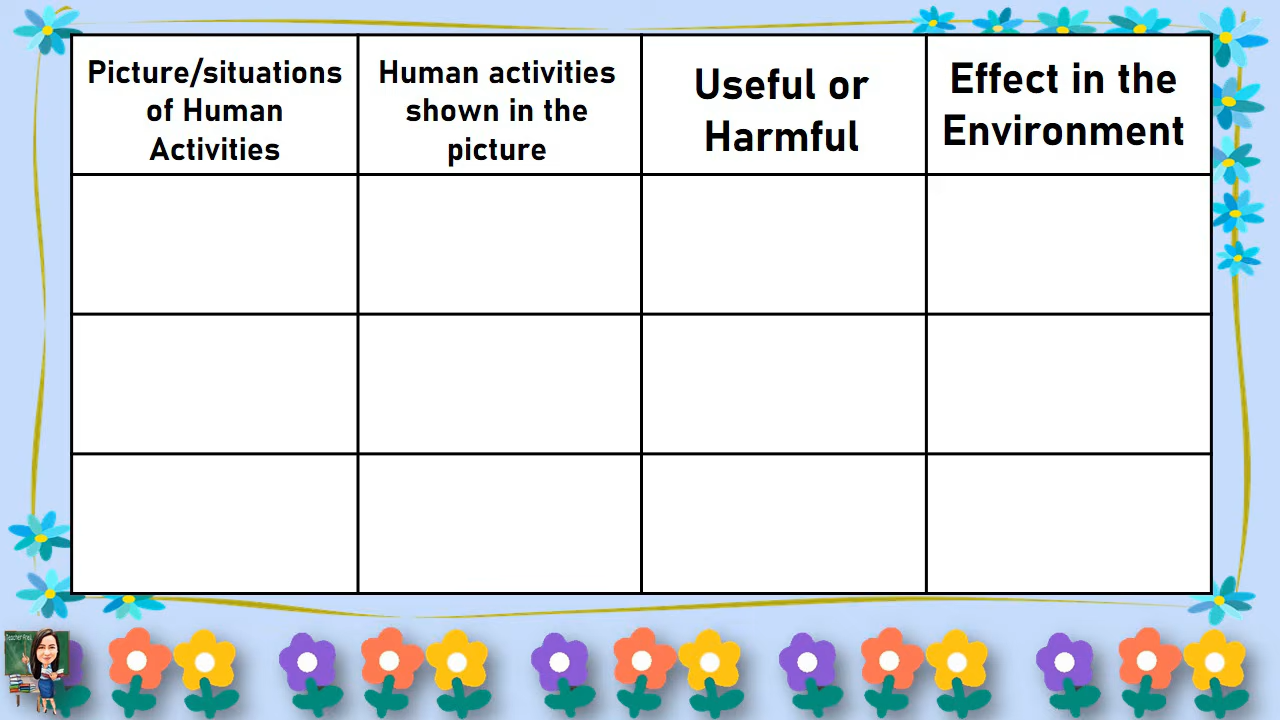 Picture/situations
of Human
Activities
Human activities
shown in the
picture
Useful or
Harmful
Effect in the
Environment